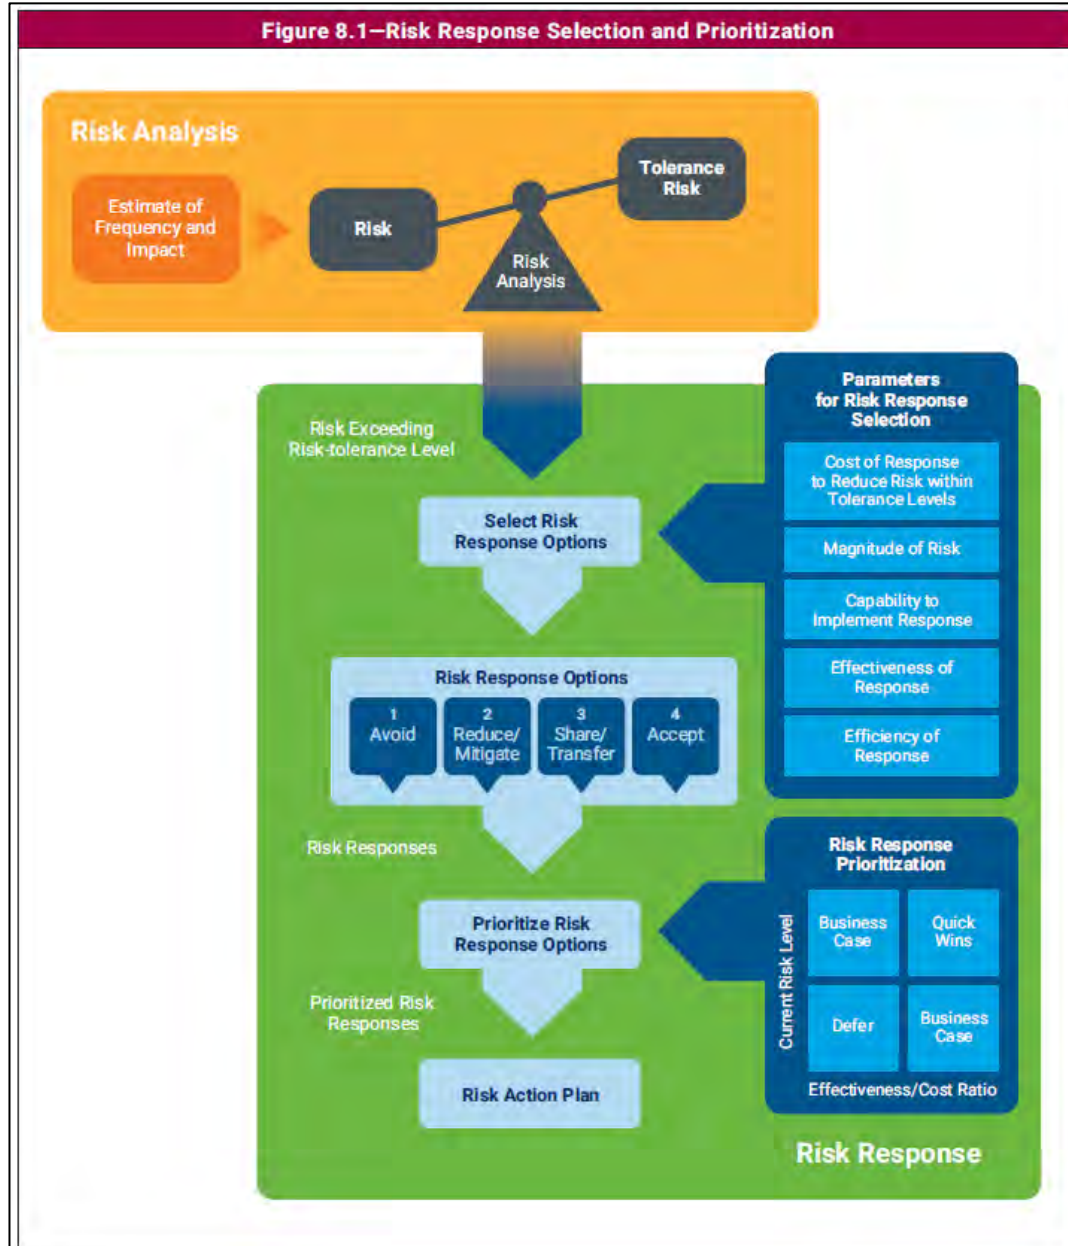 Figure 8.1—Risk Response Selection and Prioritization
Risk Analysis
Estimate of
Frequency and
Impact
Risk
Tolerance
Risk
Risk
Analysis
Risk Exceeding
Risk-tolerance Level
Select Risk
Response Options
Parameters
for Risk Response
Selection
Cost of Response
to Reduce Risk within
Tolerance Levels
Magnitude of Risk
Capability to
Implement Response
Effectiveness of
Response
Efficiency of
Response
Risk Response Options
1
Avoid
2
Reduce/
Mitigate
3
Share/
Transfer
4
Accept
Risk Responses
Prioritize Risk
Response Options
Risk Response
Prioritization
Current Risk Level
Business
Case
Quick
Wins
Defer
Business
Case
Effectiveness/Cost Ratio
Prioritized Risk
Responses
Risk Action Plan
Risk Response